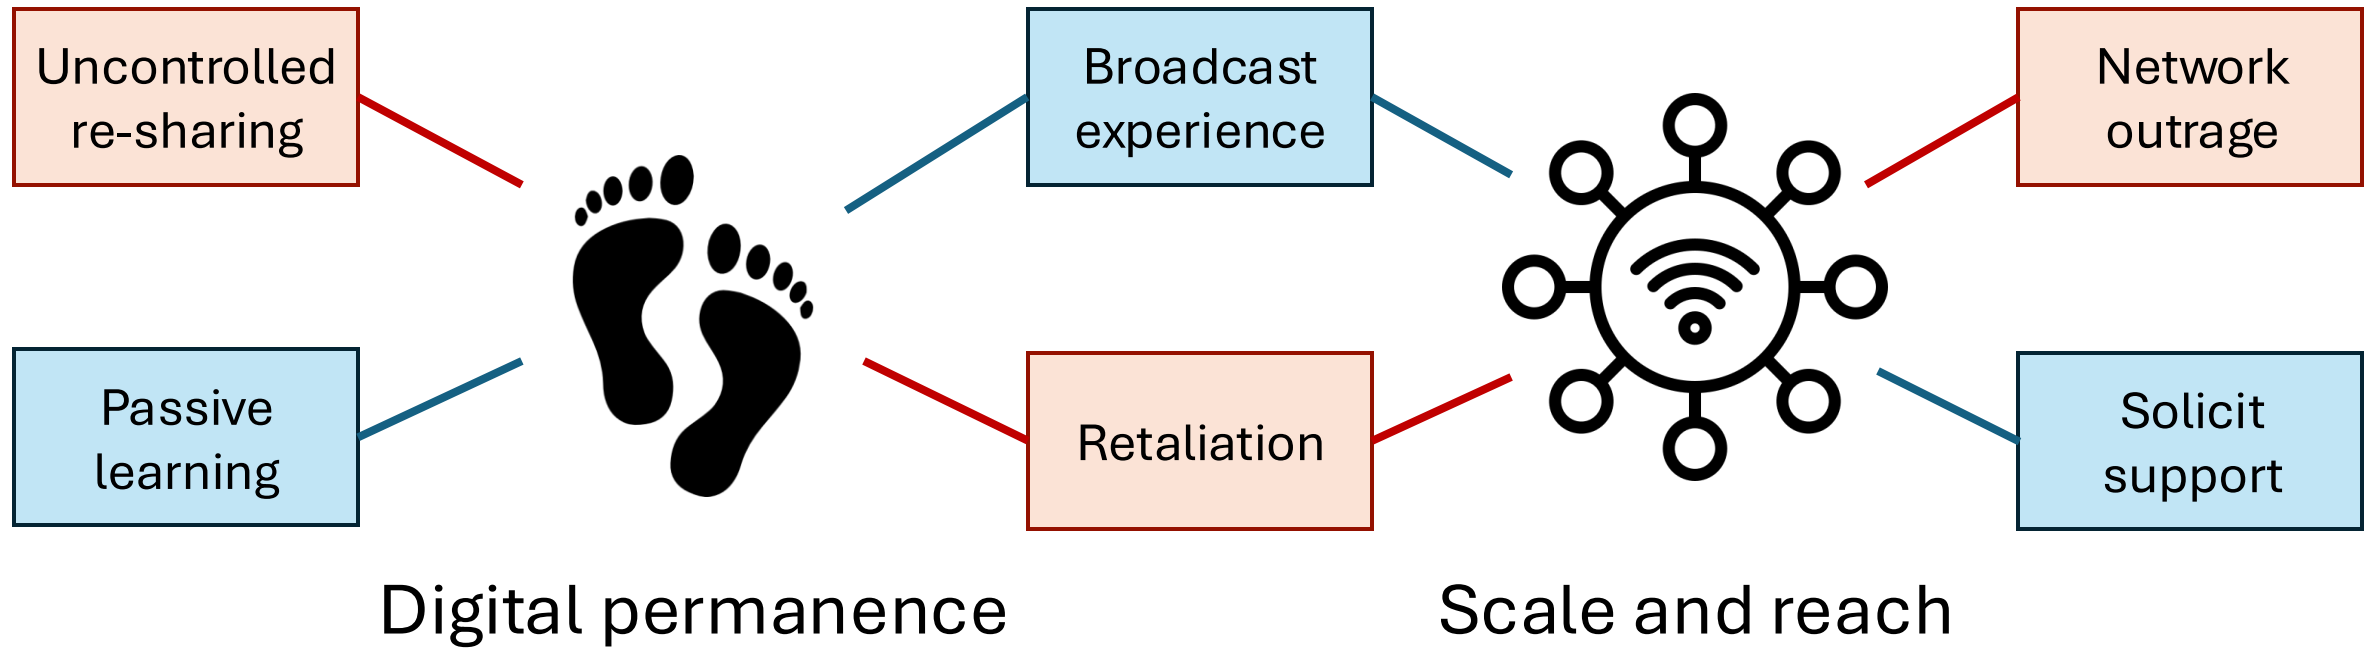 Uncontrolled
re-sharing
Broadcast
experience
Network
outrage
Passive
learning
Retaliation
Solicit
support
Digital permanence
Scale and reach